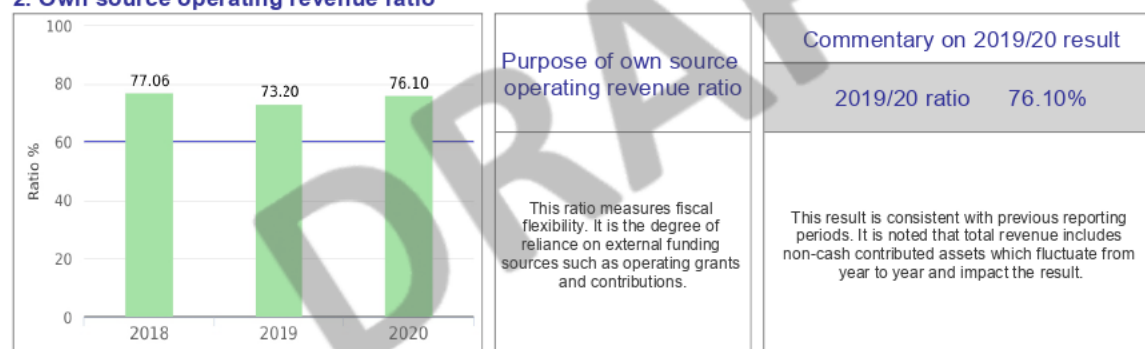 2. Own source operating revenue ratio
100
80
60
40
20
0
Ratio %
77.06
73.20
76.10
2018
2019
2020
Purpose of own source
operating revenue ratio
This ratio measures fiscal
flexibility. It is the degree of
reliance on external funding
sources such as operating grants
and contributions.
Commentary on 2019/20 result
2019/20 ratio 76.10%
This result is consistent with previous reporting
periods. It is noted that total revenue includes
non-cash contributed assets which fluctuate from
year to year and impact the result.
DRAF